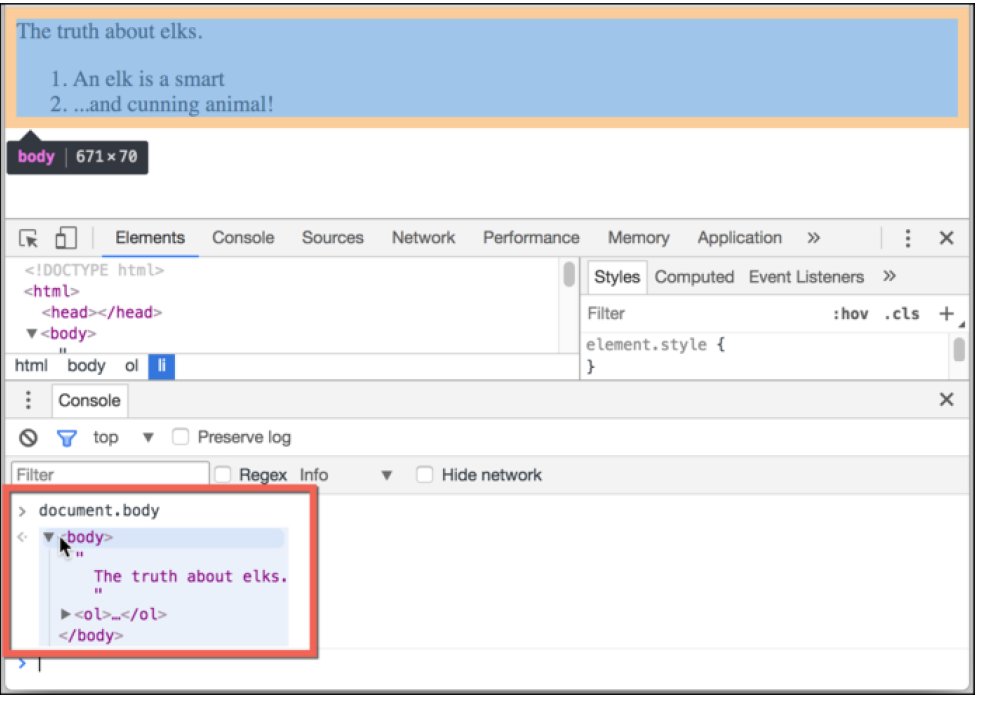 The truth about elks.
1. An elk is a smart
2. ...and cunning animal!
body | 671×70
Elements Console Sources Network Performance Memory Application »
<!DOCTYPE html>
<html>
<head></head>
▼<body>
"
html body ol li
Styles Computed Event Listeners »
Filter :hov .cls +
element.style {
}
Console
top ▼ Preserve log
Filter Regex Info ▼ Hide network
> document.body
<· ▼<body>
"
The truth about elks.
"
▶<ol>…</ol>
</body>
>